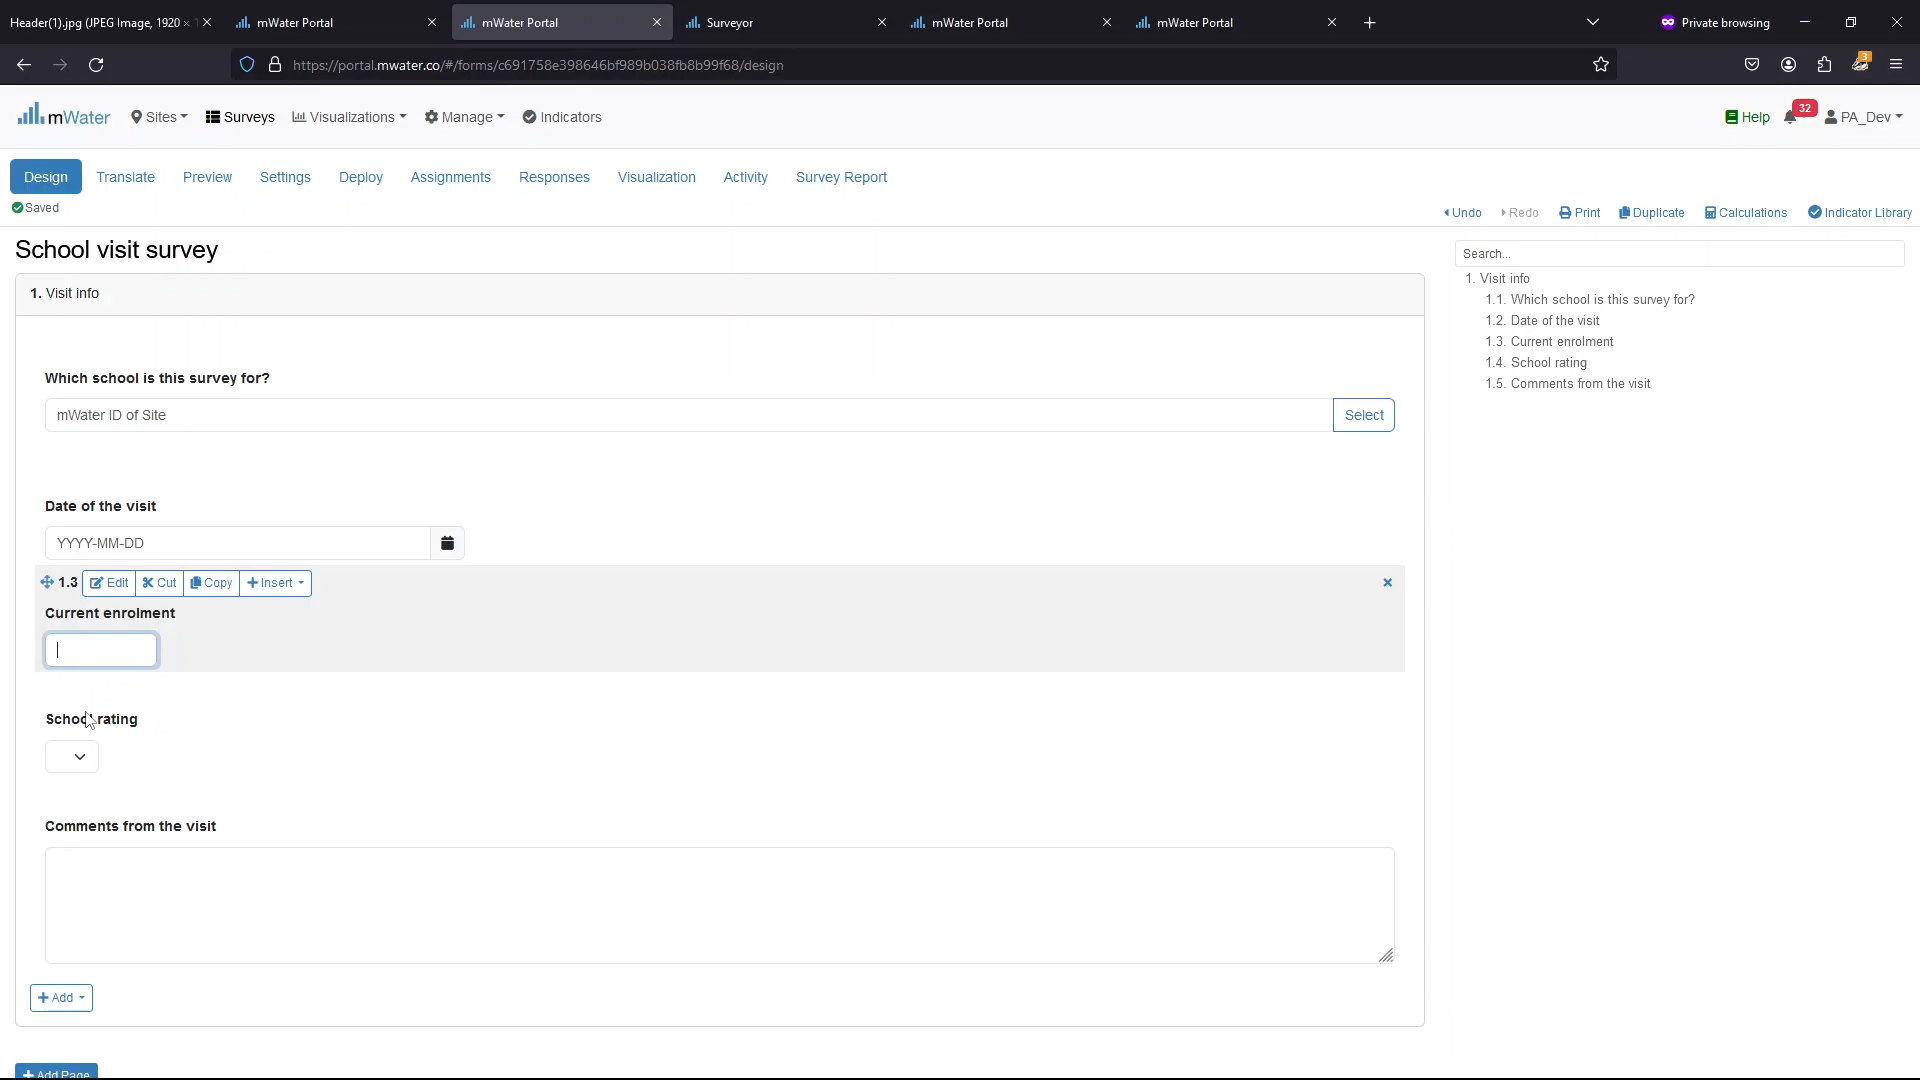 Header(1).jpg (JPEG Image, 1920 ×
mWater Portal
mWater Portal
Surveyor
mWater Portal
mWater Portal
Private browsing
https://portal.mwater.co/#/forms/c691758e398646bf989b038fb8b99f68/design
3
mWater
Sites
Surveys
Visualizations
Manage
Indicators
Help
32
PA_Dev
Design
Translate
Preview
Settings
Deploy
Assignments
Responses
Visualization
Activity
Survey Report
Saved
Undo
Redo
Print
Duplicate
Calculations
Indicator Library
School visit survey
Search...
1. Visit info
1. Visit info
1.1. Which school is this survey for?
1.2. Date of the visit
1.3. Current enrolment
1.4. School rating
1.5. Comments from the visit
Which school is this survey for?
mWater ID of Site
Select
Date of the visit
YYYY-MM-DD
1.3
Edit
Cut
Copy
Insert
Current enrolment
School rating
Comments from the visit
Add
Add Page